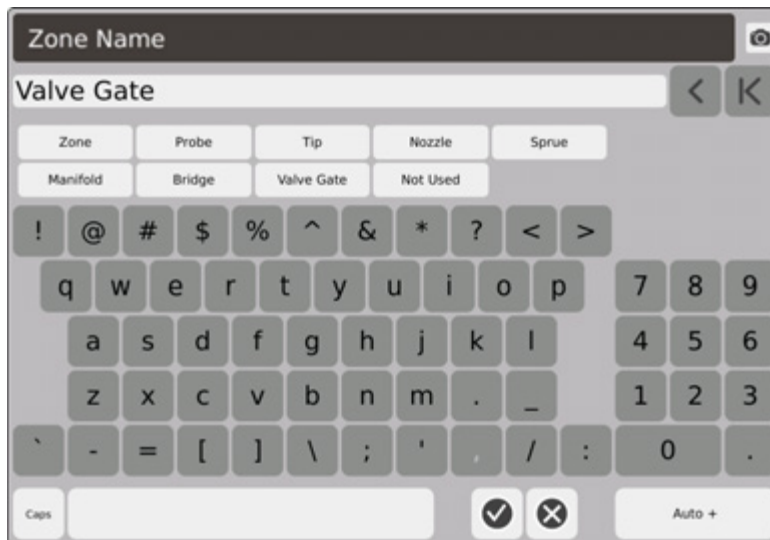 Zone Name
Valve Gate
Zone Probe Tip Nozzle Sprue
Manifold Bridge Valve Gate Not Used
! @ # $ % ^ & * ? < >
q w e r t y u i o p 7 8 9
a s d f g h j k l 4 5 6
z x c v b n m . _ 1 2 3
` - = [ ] \ ; ' , / : 0 .
Caps Auto +